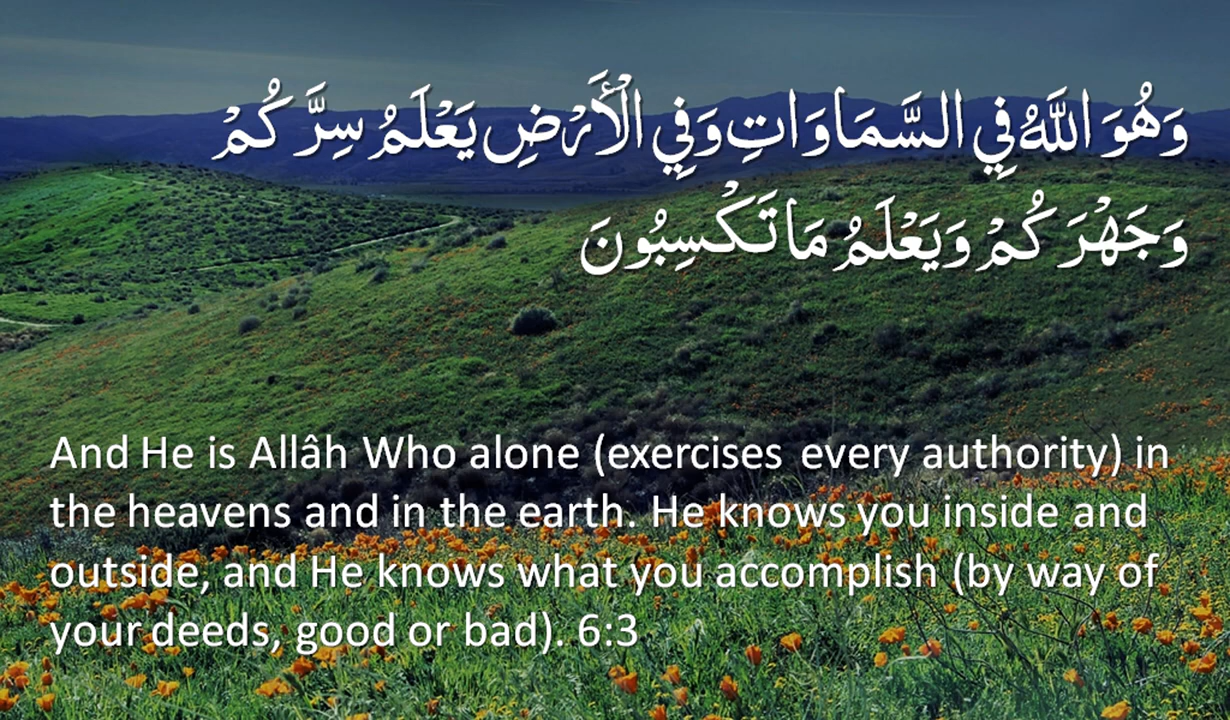 وَهُوَ اللَّهُ فِي السَّمَاوَاتِ وَفِي الْأَرْضِ يَعْلَمُ سِرَّكُمْ
وَجَهْرَكُمْ وَيَعْلَمُ مَا تَكْسِبُونَ
And He is Allâh Who alone (exercises every authority) in
the heavens and in the earth. He knows you inside and
outside, and He knows what you accomplish (by way of
your deeds, good or bad). 6:3